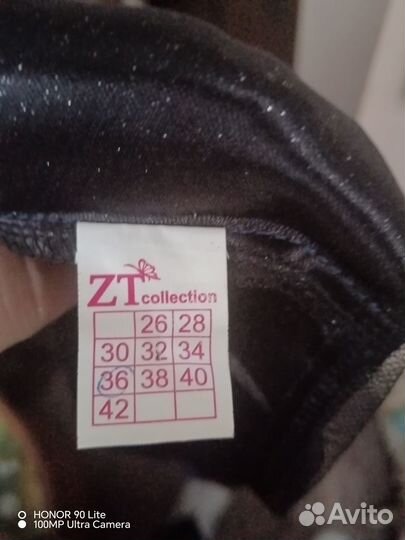 ZT collection
26 28
30 32 34
36 38 40
42
HONOR 90 Lite
100MP Ultra Camera
Avito